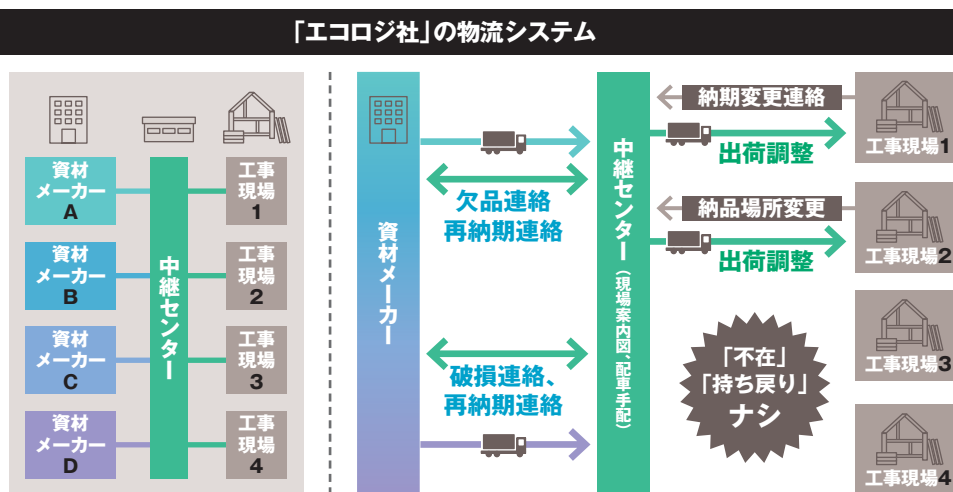 「エコロジ社」の物流システム
資材
メーカー
A
資材
メーカー
B
資材
メーカー
C
資材
メーカー
D
中継センター
工事
現場
1
工事
現場
2
工事
現場
3
工事
現場
4
資材メーカー
欠品連絡
再納期連絡
破損連絡、
再納期連絡
中継センター（現場案内図、配車手配）
納期変更連絡
出荷調整
納品場所変更
出荷調整
「不在」
「持ち戻り」
ナシ
工事現場1
工事現場2
工事現場3
工事現場4